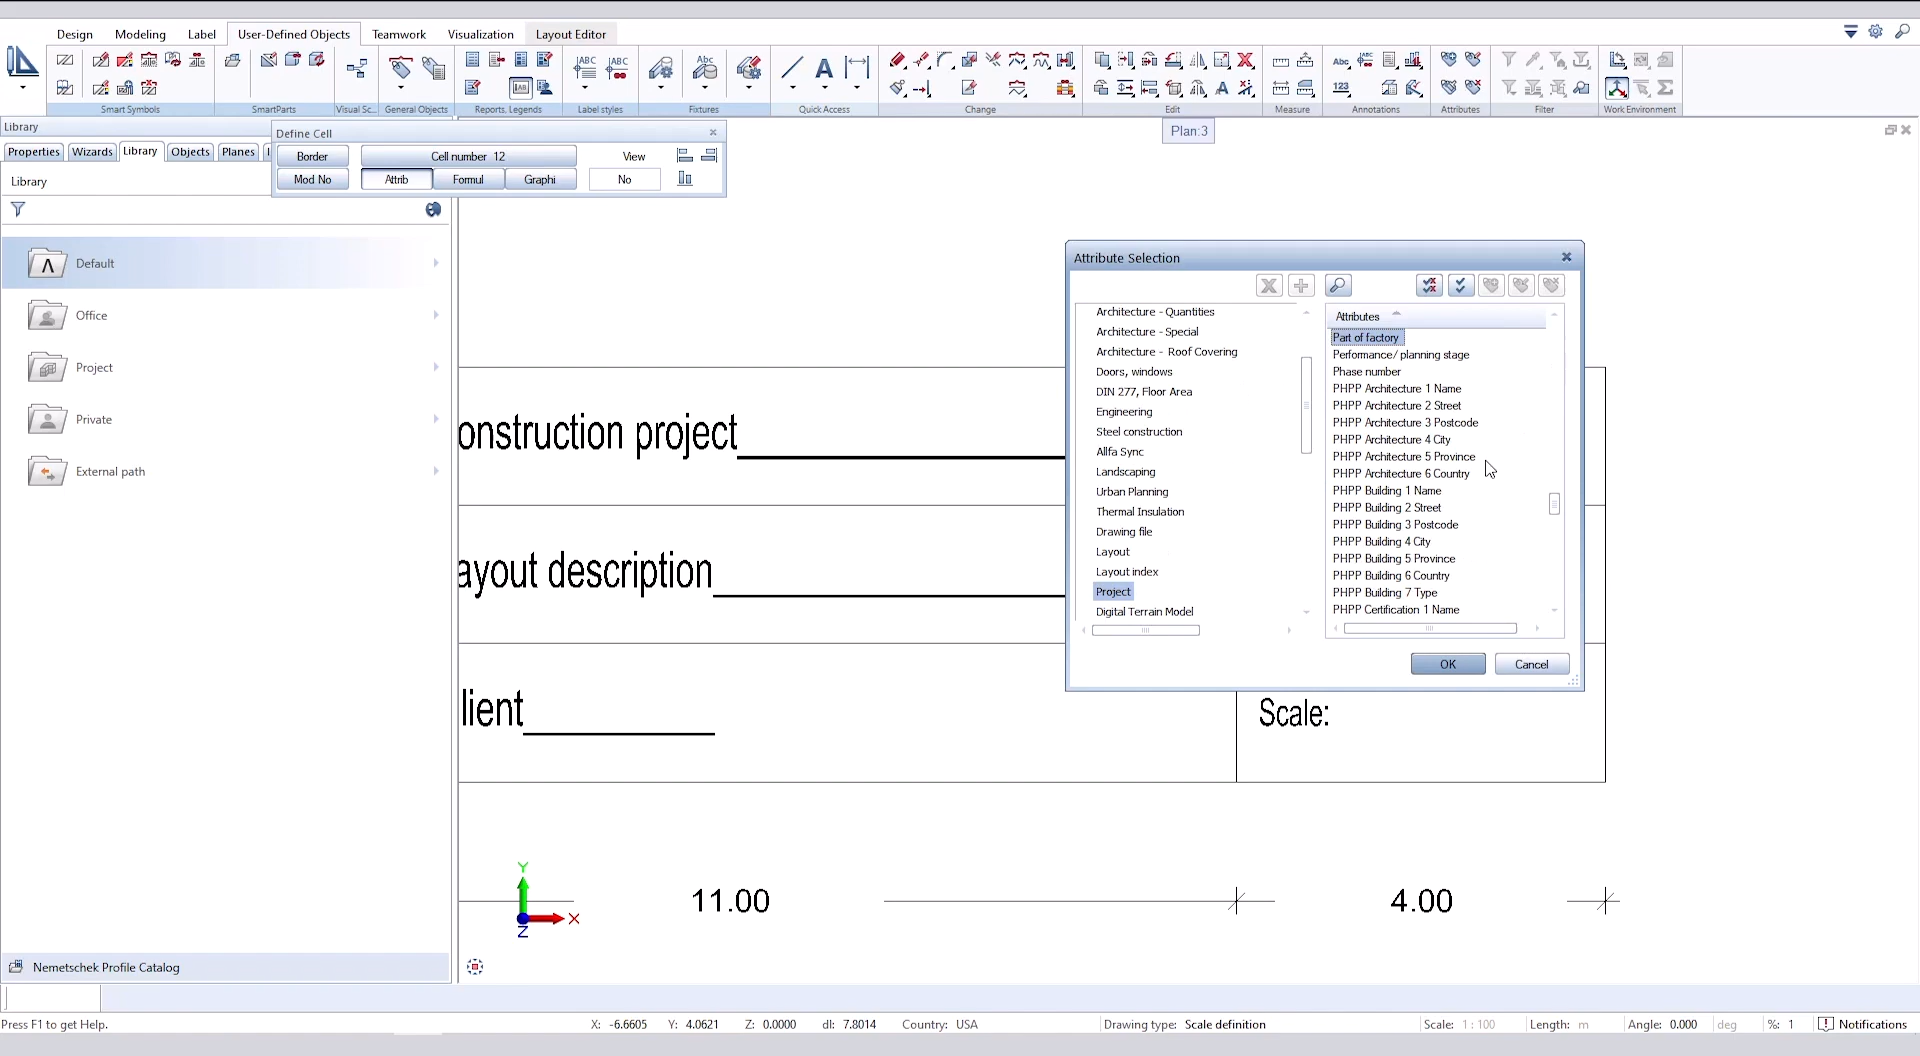 Design Modeling Label User-Defined Objects Teamwork Visualization Layout Editor
Smart Symbols SmartParts Visual Sc... General Objects Reports, Legends Label styles Fixtures Quick Access Change Edit Measure Annotations Attributes Filter Work Environment
Library
Properties Wizards Library Objects Planes
Library
Default
Office
Project
Private
External path
Nemetschek Profile Catalog
Define Cell
Border Cell number 12 View
Mod No Attrib Formul Graphi No
Plan:3
onstruction project
ayout description
lient
Scale:
11.00
4.00
Y
X
Z
Attribute Selection
Architecture - Quantities
Architecture - Special
Architecture - Roof Covering
Doors, windows
DIN 277, Floor Area
Engineering
Steel construction
Allfa Sync
Landscaping
Urban Planning
Thermal Insulation
Drawing file
Layout
Layout index
Project
Digital Terrain Model
Attributes
Part of factory
Performance/ planning stage
Phase number
PHPP Architecture 1 Name
PHPP Architecture 2 Street
PHPP Architecture 3 Postcode
PHPP Architecture 4 City
PHPP Architecture 5 Province
PHPP Architecture 6 Country
PHPP Building 1 Name
PHPP Building 2 Street
PHPP Building 3 Postcode
PHPP Building 4 City
PHPP Building 5 Province
PHPP Building 6 Country
PHPP Building 7 Type
PHPP Certification 1 Name
OK Cancel
Press F1 to get Help.
X: -6.6605 Y: 4.0621 Z: 0.0000 dl: 7.8014 Country: USA Drawing type: Scale definition Scale: 1 : 100 Length: m Angle: 0.000 deg %: 1 Notifications